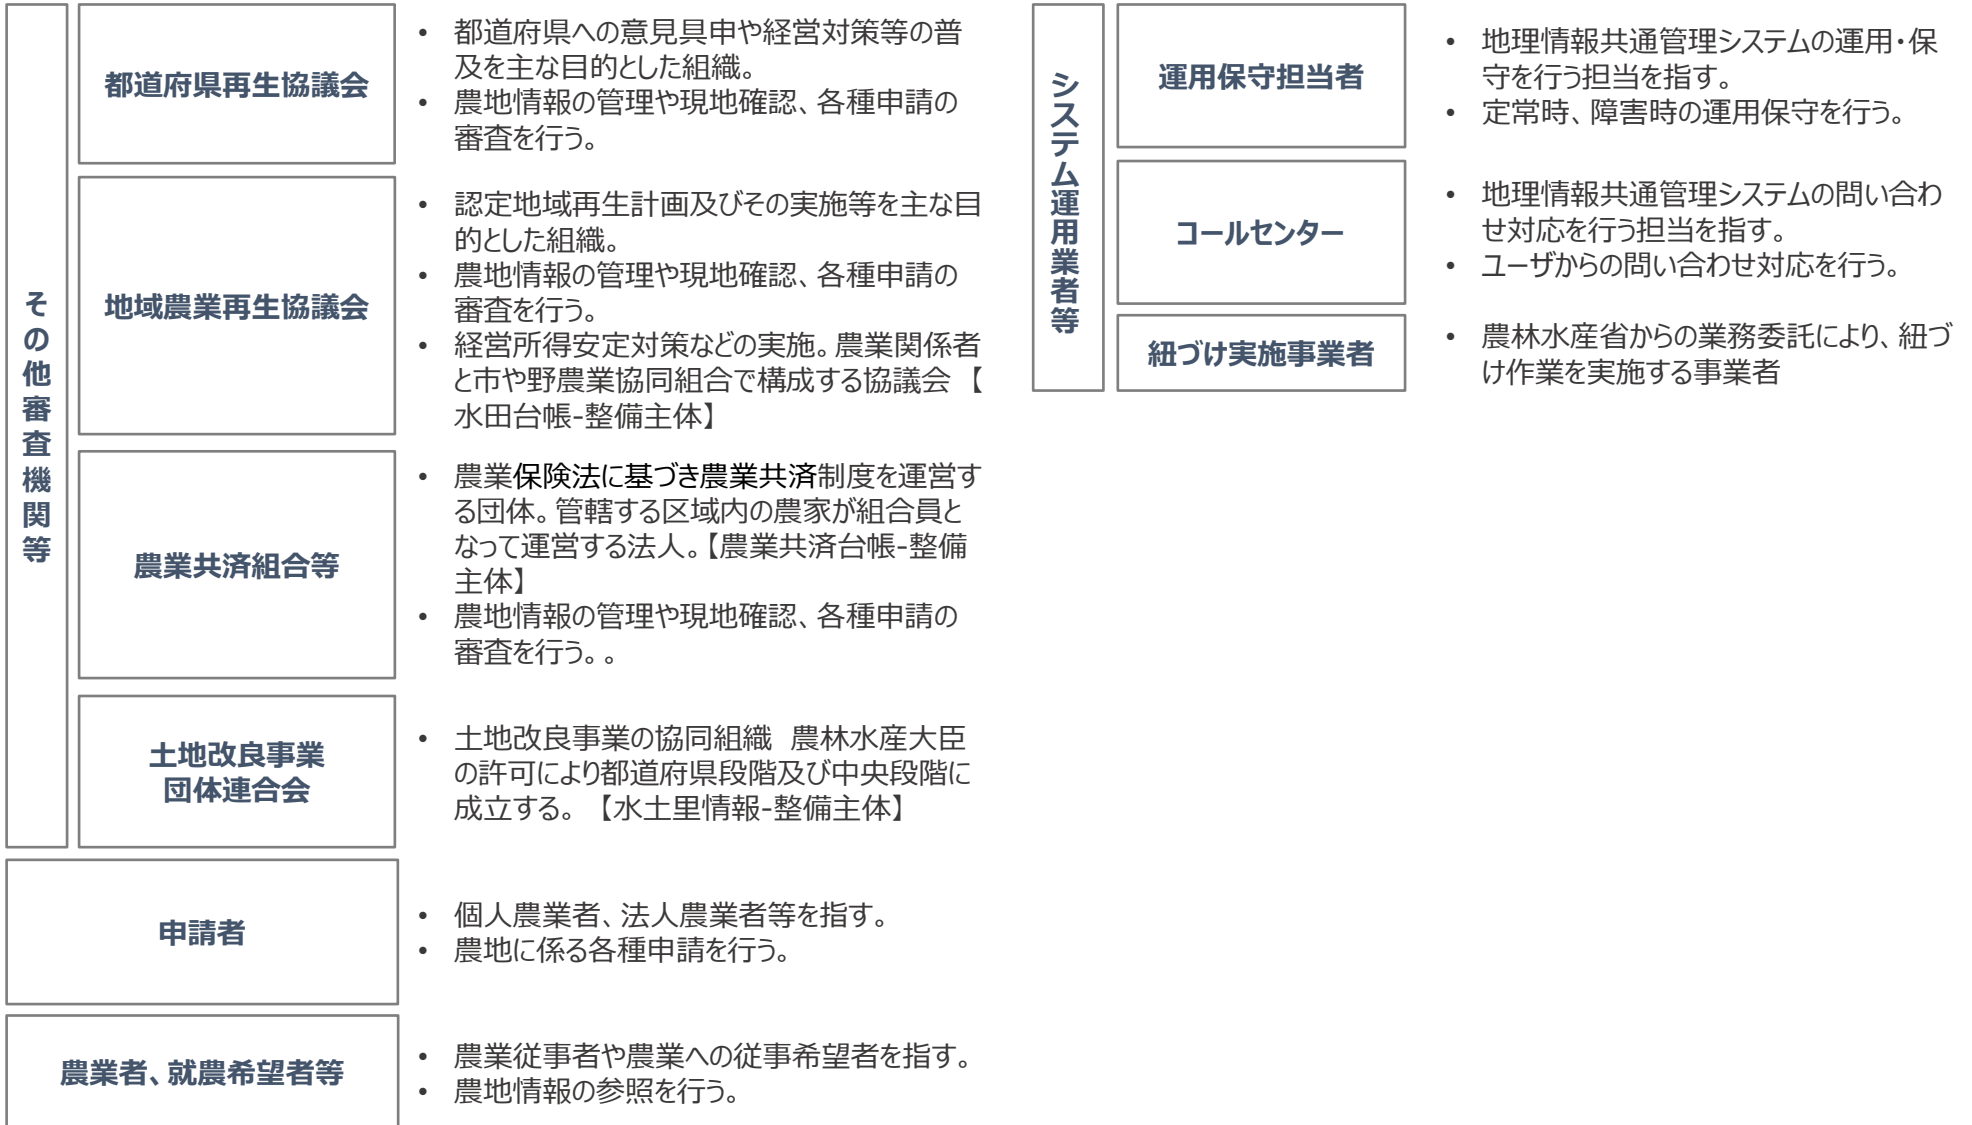 その他審査機関等
都道府県再生協議会
• 都道府県への意見具申や経営対策等の普
及を主な目的とした組織。
• 農地情報の管理や現地確認、各種申請の
審査を行う。
地域農業再生協議会
• 認定地域再生計画及びその実施等を主な目
的とした組織。
• 農地情報の管理や現地確認、各種申請の
審査を行う。
• 経営所得安定対策などの実施。農業関係者
と市や野農業協同組合で構成する協議会 【
水田台帳-整備主体】
農業共済組合等
• 農業保険法に基づき農業共済制度を運営す
る団体。管轄する区域内の農家が組合員と
なって運営する法人。【農業共済台帳-整備
主体】
• 農地情報の管理や現地確認、各種申請の
審査を行う。。
土地改良事業
団体連合会
• 土地改良事業の協同組織 農林水産大臣
の許可により都道府県段階及び中央段階に
成立する。 【水土里情報-整備主体】
申請者
• 個人農業者、法人農業者等を指す。
• 農地に係る各種申請を行う。
農業者、就農希望者等
• 農業従事者や農業への従事希望者を指す。
• 農地情報の参照を行う。
システム運用業者等
運用保守担当者
• 地理情報共通管理システムの運用・保
守を行う担当を指す。
• 定常時、障害時の運用保守を行う。
コールセンター
• 地理情報共通管理システムの問い合わ
せ対応を行う担当を指す。
• ユーザからの問い合わせ対応を行う。
紐づけ実施事業者
• 農林水産省からの業務委託により、紐づ
け作業を実施する事業者